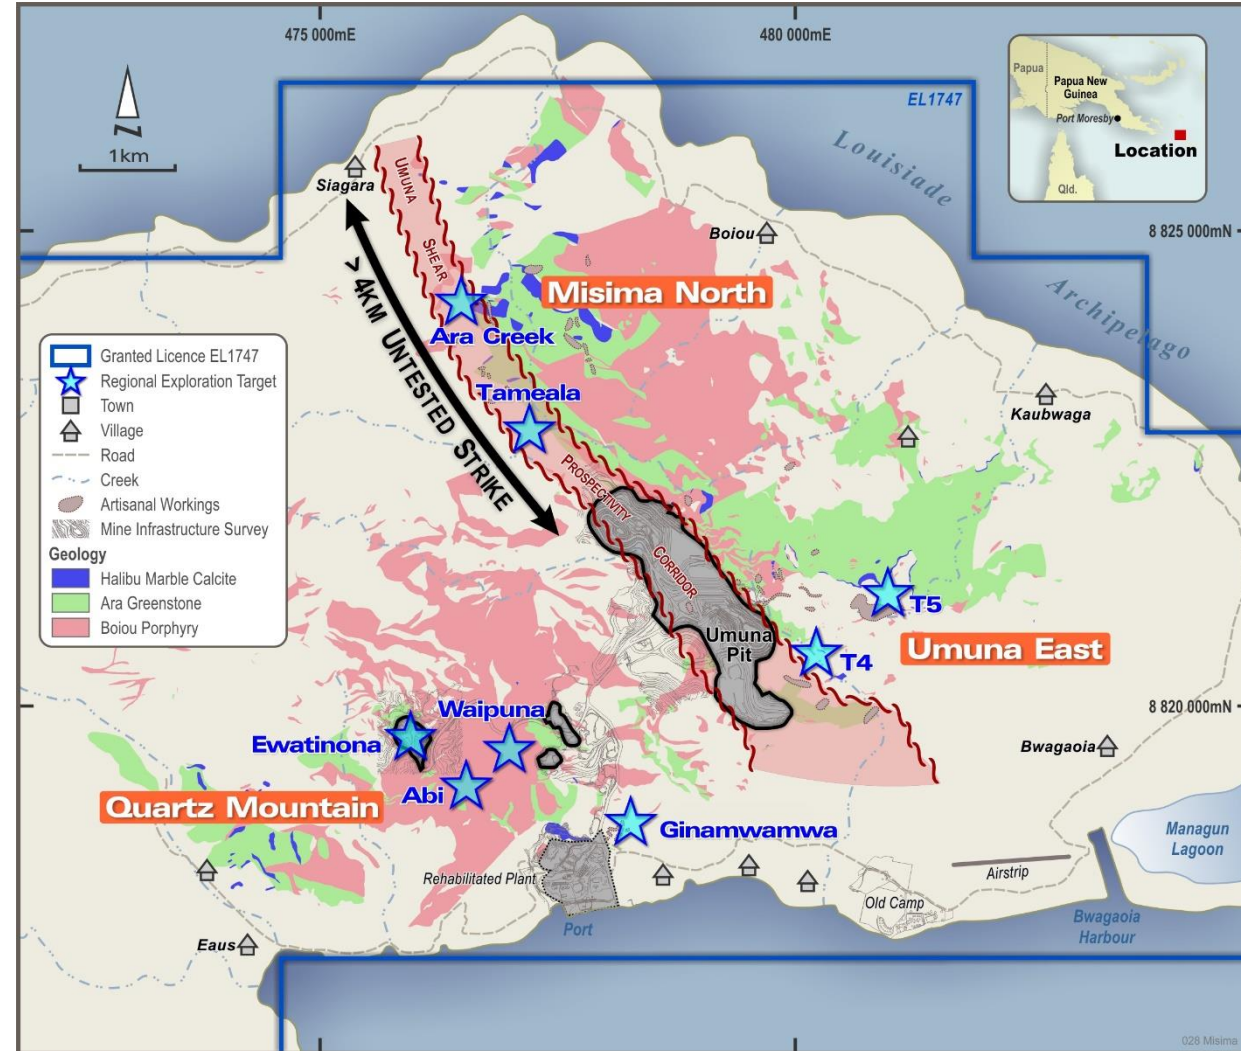 475 000mE
480 000mE
EL1747
Papua
Papua New
Guinea
Port Moresby
Location
Qld.
N
1km
Siagara
UMUNA
SHEAR
Louisiade
Archipelago
8 825 000mN
Boiou
Misima North
Ara Creek
> 4KM UNTESTED STRIKE
Tameala
Kaubwaga
PROSPECTIVITY
CORRIDOR
Granted Licence EL1747
Regional Exploration Target
Town
Village
Road
Creek
Artisanal Workings
Mine Infrastructure Survey
Geology
Halibu Marble Calcite
Ara Greenstone
Boiou Porphyry
T5
Umuna
Pit
T4
Umuna East
8 820 000mN
Waipuna
Ewatinona
Bwagaoia
Abi
Quartz Mountain
Ginamwamwa
Managun
Lagoon
Rehabilitated Plant
Airstrip
Old Camp
Port
Bwagaoia
Harbour
Eaus
028 Misima